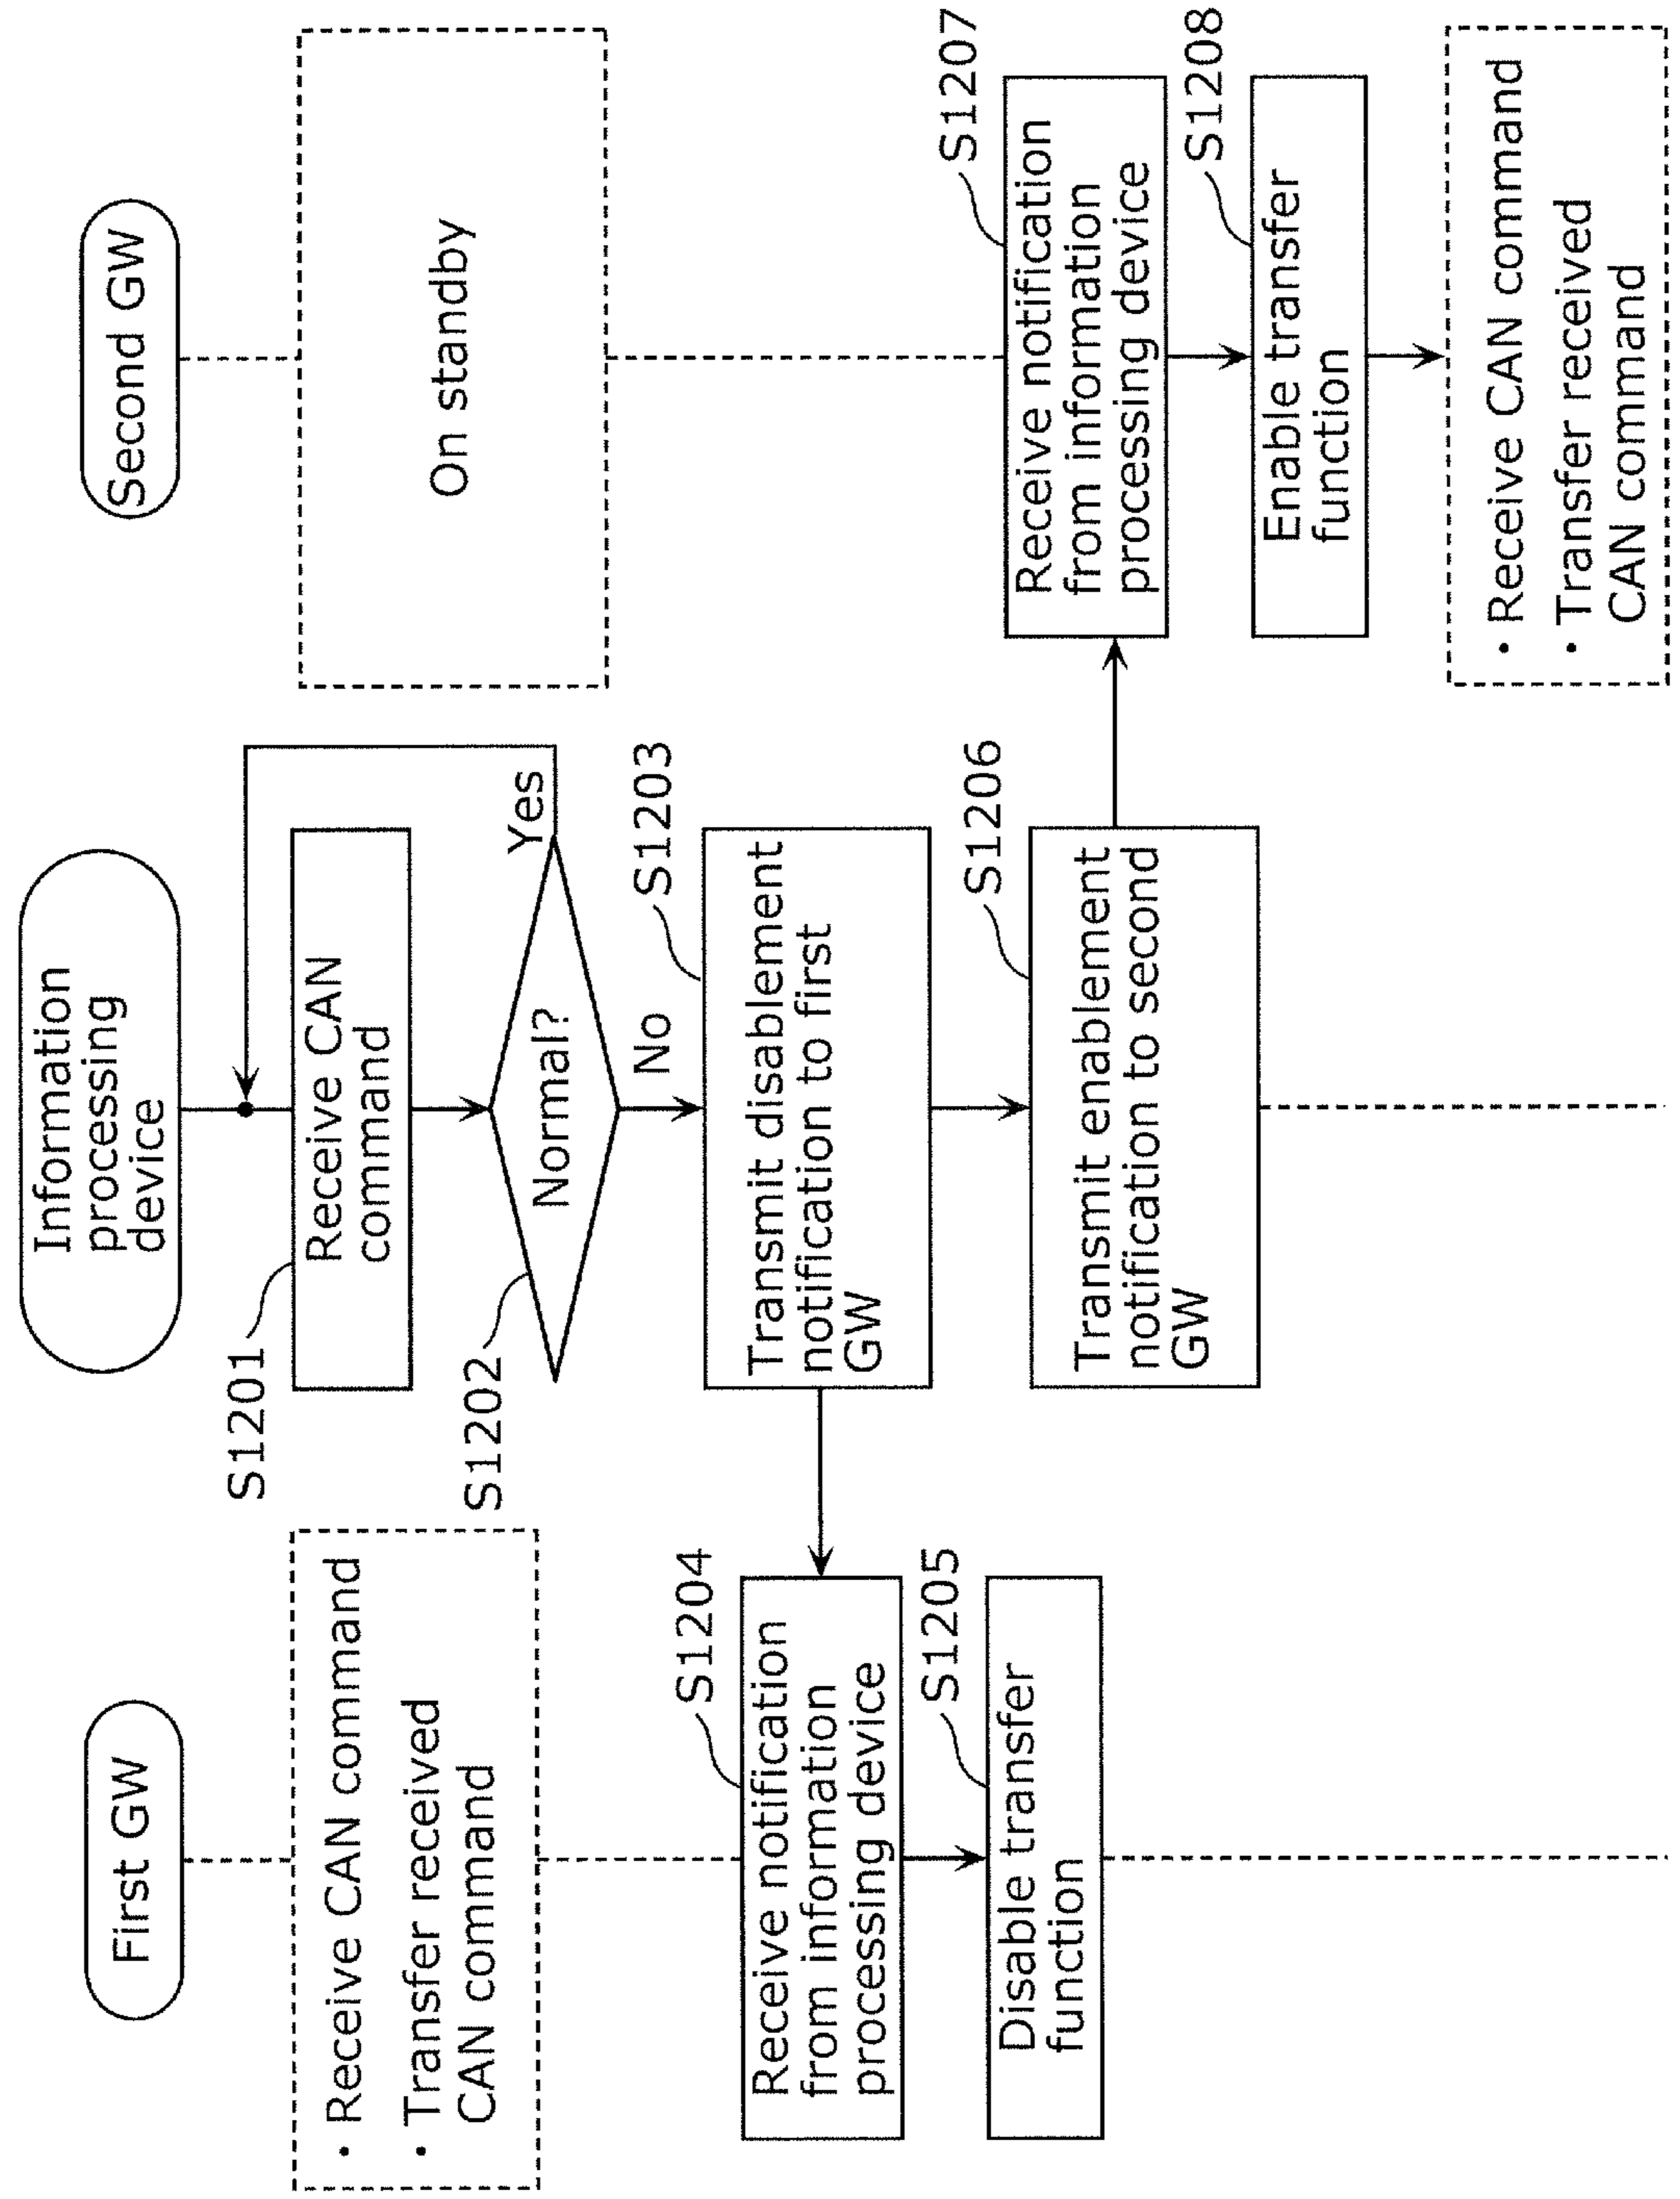 First GW
• Receive CAN command
• Transfer received
CAN command
S1204
Receive notification
from information
processing device
S1205
Disable transfer
function
Information
processing
device
S1201
Receive CAN
command
S1202
Normal?
Yes
No
S1203
Transmit disablement
notification to first
GW
S1206
Transmit enablement
notification to second
GW
Second GW
On standby
S1207
Receive notification
from information
processing device
S1208
Enable transfer
function
• Receive CAN command
• Transfer received
CAN command